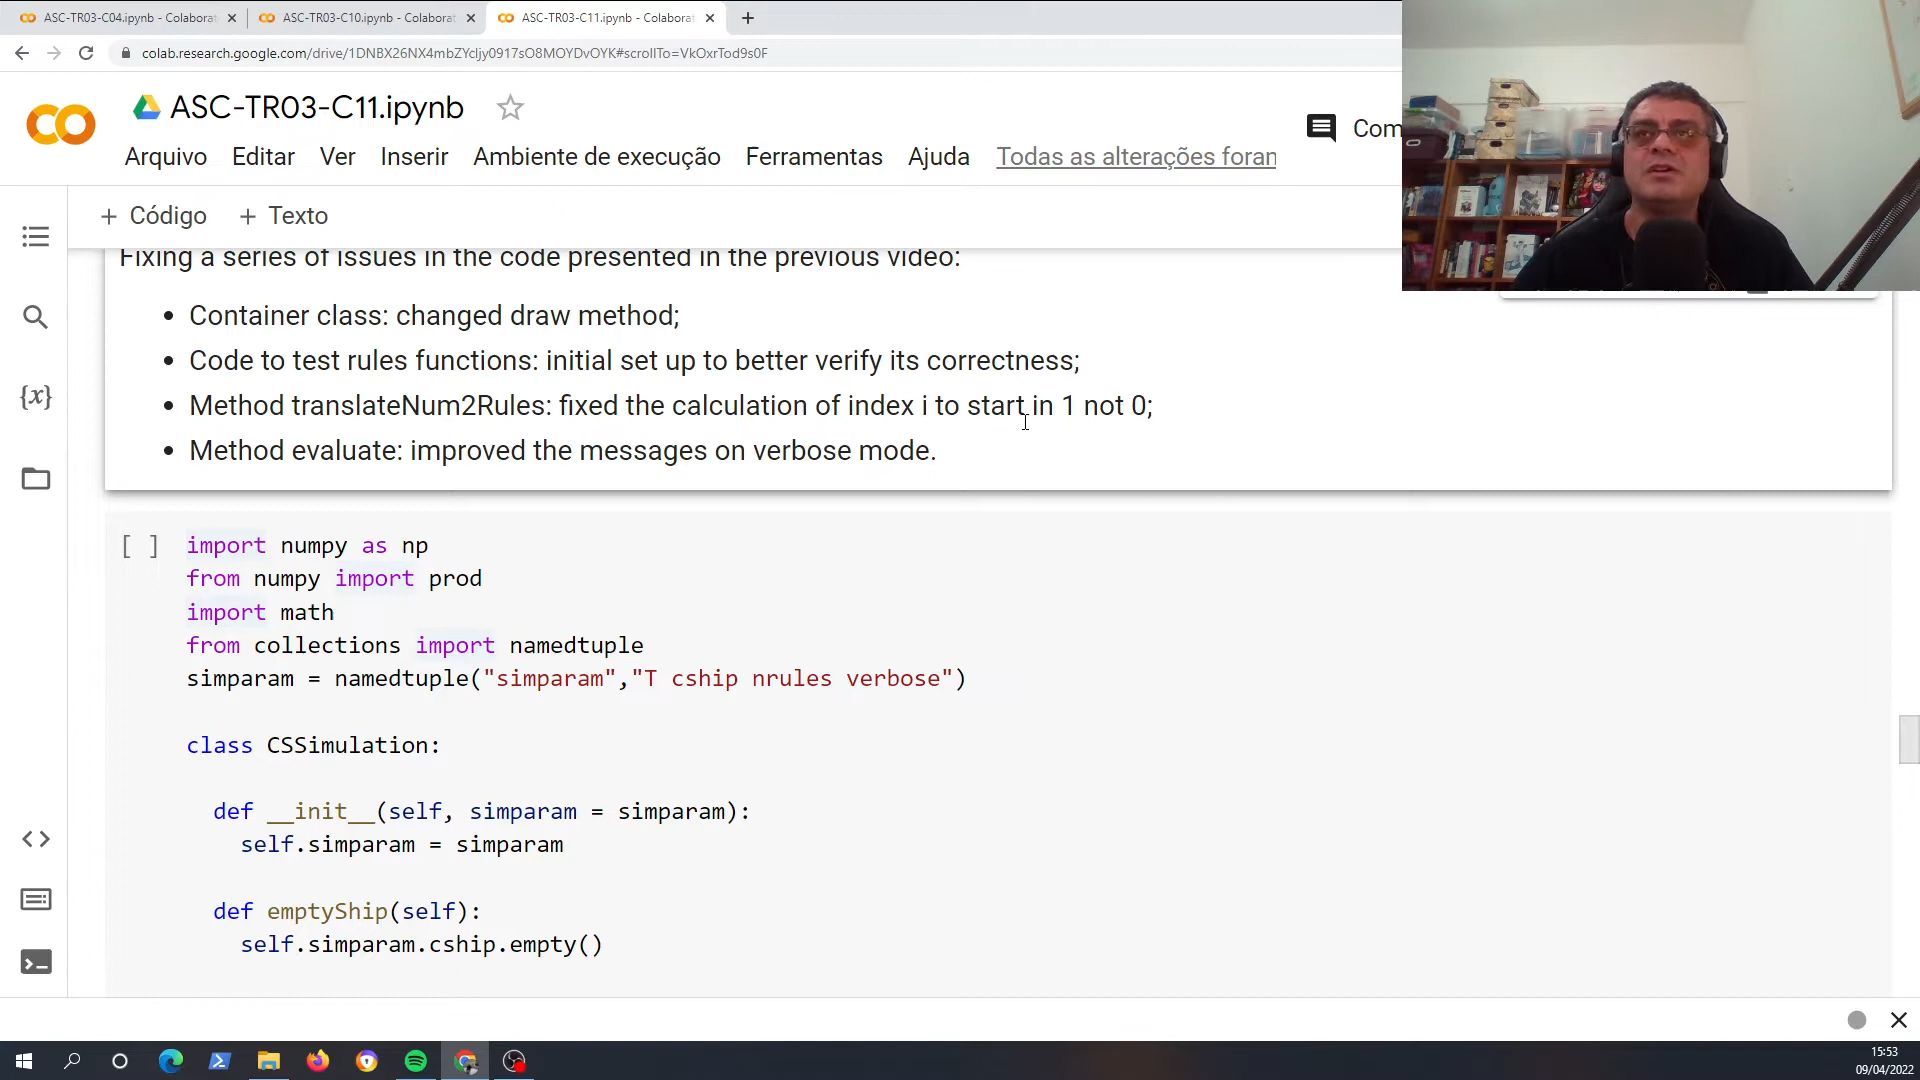 ASC-TR03-C04.ipynb - Colaborat
ASC-TR03-C10.ipynb - Colaborat
ASC-TR03-C11.ipynb - Colaborat
colab.research.google.com/drive/1DNBX26NX4mbZYcJjy0917sO8MOYDvOYK#scrollTo=VkOxrTod9s0F
ASC-TR03-C11.ipynb
Com
Arquivo Editar Ver Inserir Ambiente de execução Ferramentas Ajuda Todas as alterações foran
+ Código + Texto
Fixing a series of issues in the code presented in the previous video:
• Container class: changed draw method;
• Code to test rules functions: initial set up to better verify its correctness;
• Method translateNum2Rules: fixed the calculation of index i to start in 1 not 0;
• Method evaluate: improved the messages on verbose mode.
[ ] import numpy as np
from numpy import prod
import math
from collections import namedtuple
simparam = namedtuple("simparam","T cship nrules verbose")
class CSSimulation:
def __init__(self, simparam = simparam):
self.simparam = simparam
def emptyShip(self):
self.simparam.cship.empty()
15:53
09/04/2022